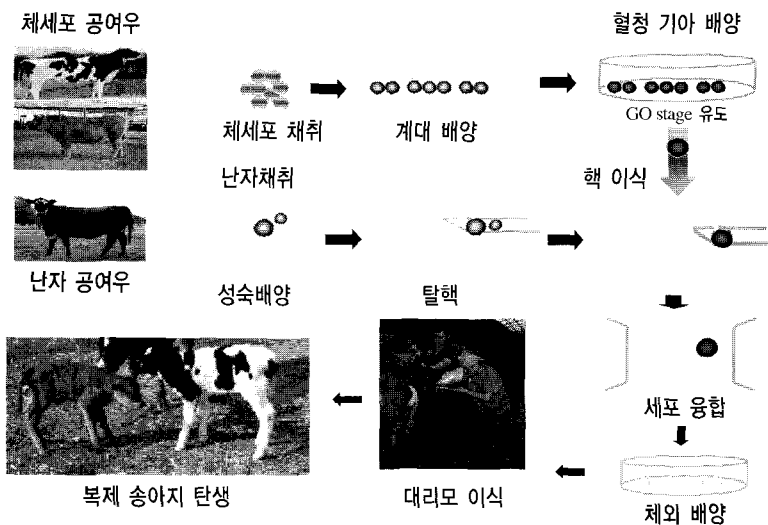 체세포 공여우
혈청 기아 배양
체세포 채취
계대 배양
GO stage 유도
난자채취
핵 이식
난자 공여우
성숙배양
탈핵
세포 융합
복제 송아지 탄생
대리모 이식
체외 배양